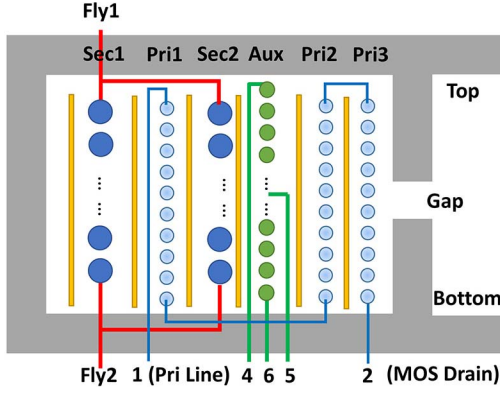 Fly1
Sec1 Pri1 Sec2 Aux Pri2 Pri3
Top
Gap
Bottom
Fly2 1 (Pri Line) 4 6 5 2 (MOS Drain)